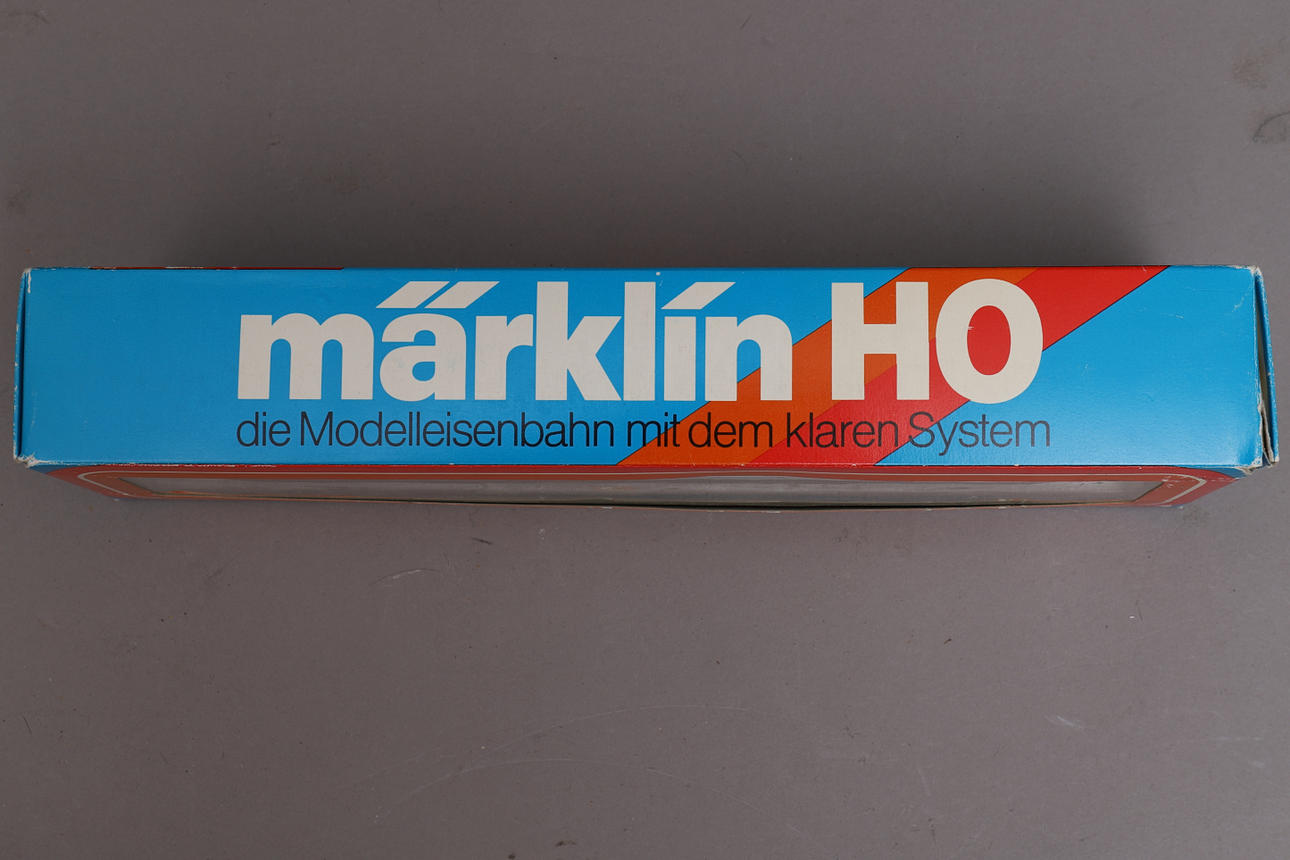 märklin HO
die Modelleisenbahn mit dem klaren System